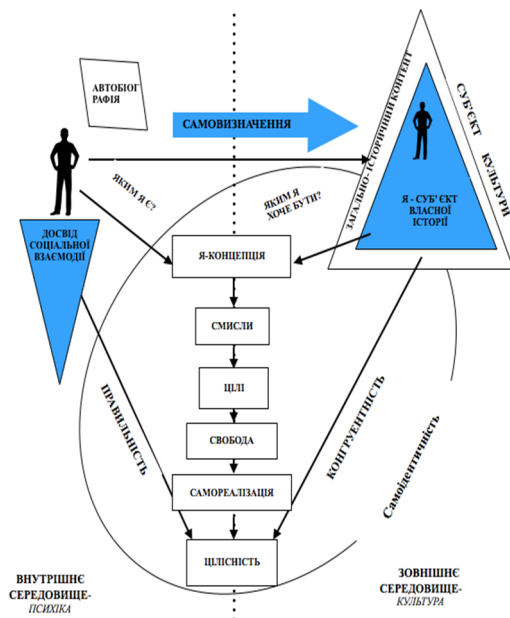 АВТОБІОГ
РАФІЯ
САМОВИЗНАЧЕННЯ
ЗАГАЛЬНО- ІСТОРИЧНИЙ КОНТЕНТ
СУБ'ЄКТ КУЛЬТУРИ
ЯКИМ Я Є?
ЯКИМ Я
ХОЧЕ БУТИ?
Я - СУБ' ЄКТ
ВЛАСНОЇ
ІСТОРІЇ
ДОСВІД
СОЦІАЛЬНОЇ
ВЗАЄМОДІЇ
Я-КОНЦЕПЦІЯ
СМИСЛИ
ЦІЛІ
СВОБОДА
САМОРЕАЛІЗАЦІЯ
ЦІЛІСНІСТЬ
ПРАВИЛЬНІСТЬ
КОНГРУЕНТНІСТЬ
Самоідентичність
ВНУТРІШНЄ
СЕРЕДОВИЩЕ-
ПСИХІКА
ЗОВНІШНЄ
СЕРЕДОВИЩЕ-
КУЛЬТУРА